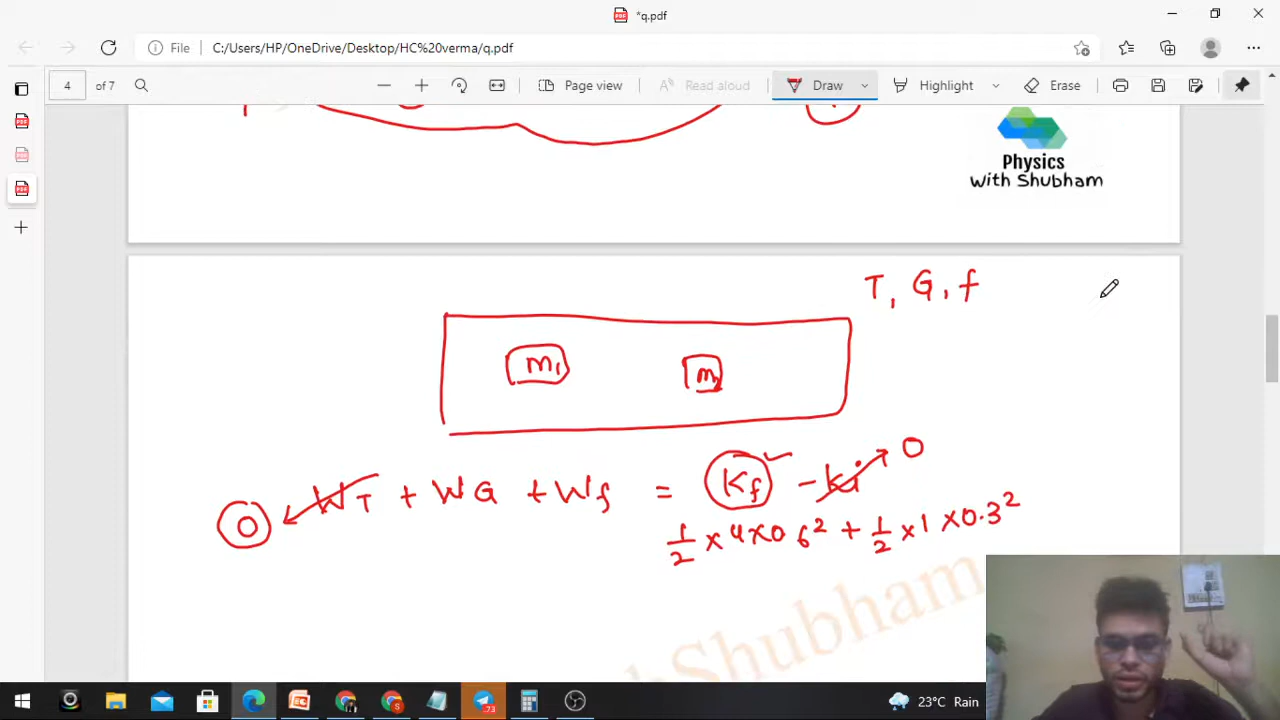 *q.pdf
File C:/Users/HP/OneDrive/Desktop/HC%20verma/q.pdf
4 of 7 Page view Read aloud Draw Highlight Erase
Physics
With Shubham
T, G, f
m1 m
WT + WG + Wf = Kf - Ki 0
0
1/2 × 4 × 0 6² + 1/2 × 1 × 0.3²
Shubham
73
23°C Rain